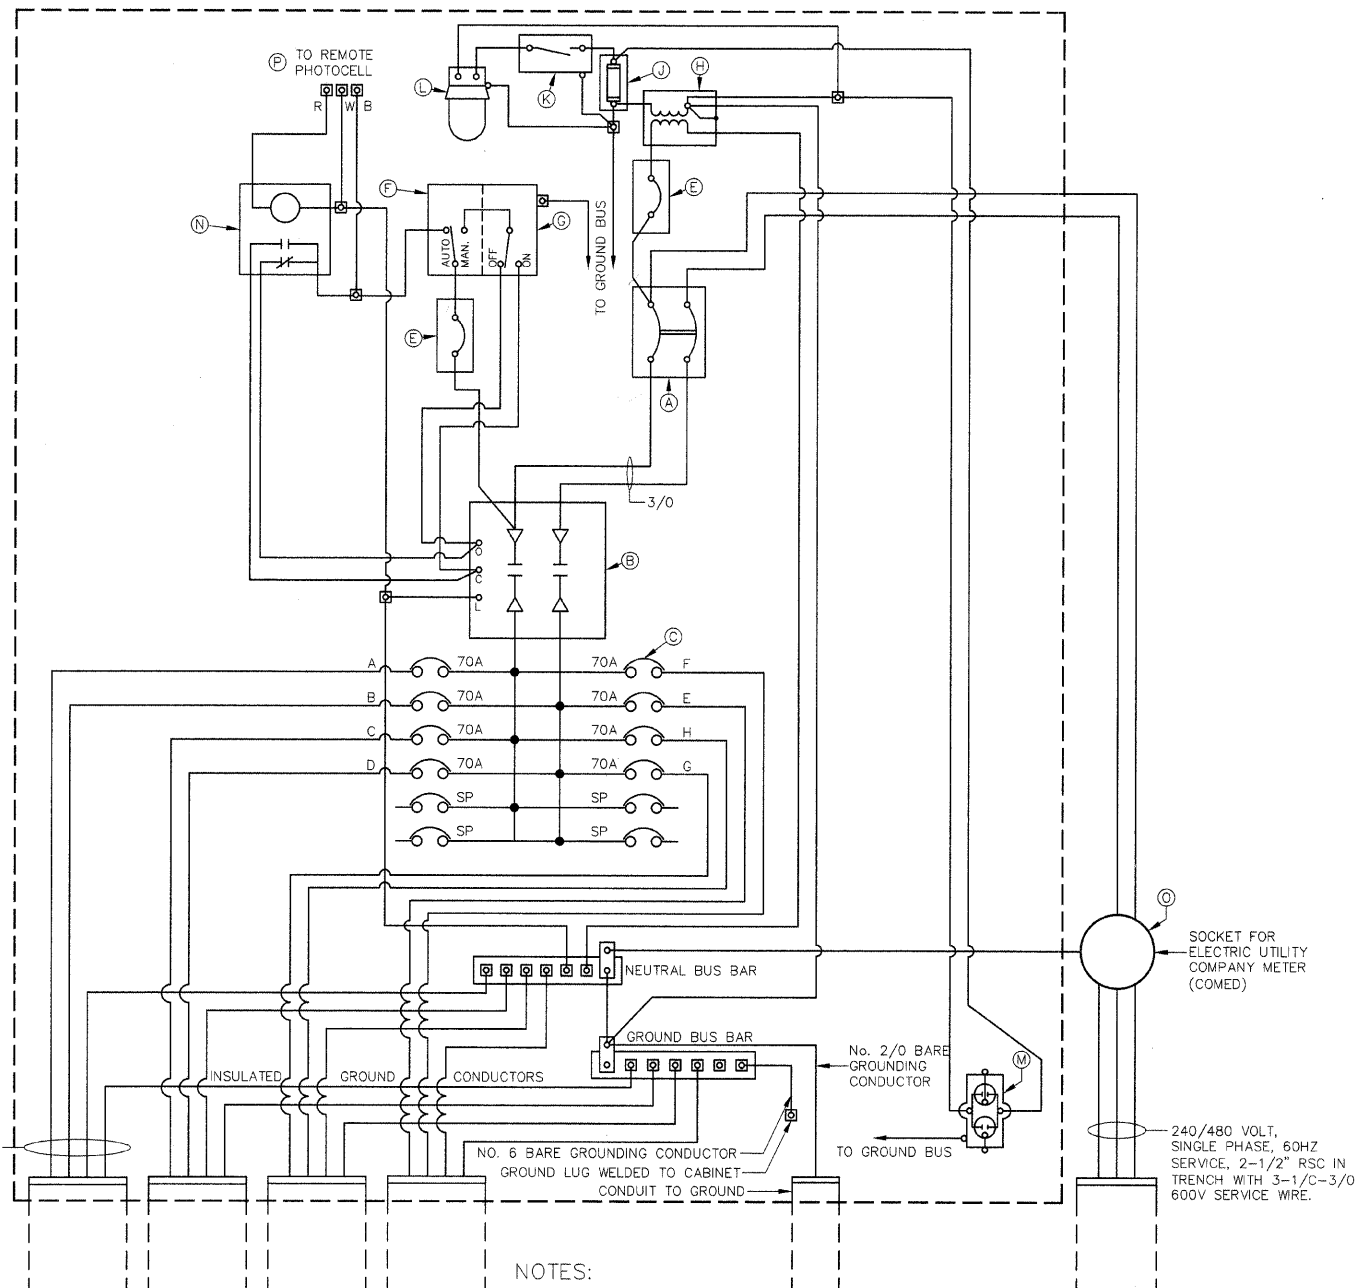 P TO REMOTE
PHOTOCELL
R W B
L
K
J
H
N
F
G
E
AUTO
MAN.
OFF
ON
TO GROUND BUS
E
A
3/0
B
O
C
L
C
A 70A 70A F
B 70A 70A E
C 70A 70A H
D 70A 70A G
SP SP
SP SP
O
SOCKET FOR
ELECTRIC UTILITY
COMPANY METER
(COMED)
NEUTRAL BUS BAR
GROUND BUS BAR
INSULATED GROUND CONDUCTORS
No. 2/0 BARE
GROUNDING
CONDUCTOR
M
TO GROUND BUS
NO. 6 BARE GROUNDING CONDUCTOR
GROUND LUG WELDED TO CABINET
CONDUIT TO GROUND
240/480 VOLT,
SINGLE PHASE, 60HZ
SERVICE, 2-1/2" RSC IN
TRENCH WITH 3-1/C-3/0
600V SERVICE WIRE.
NOTES: